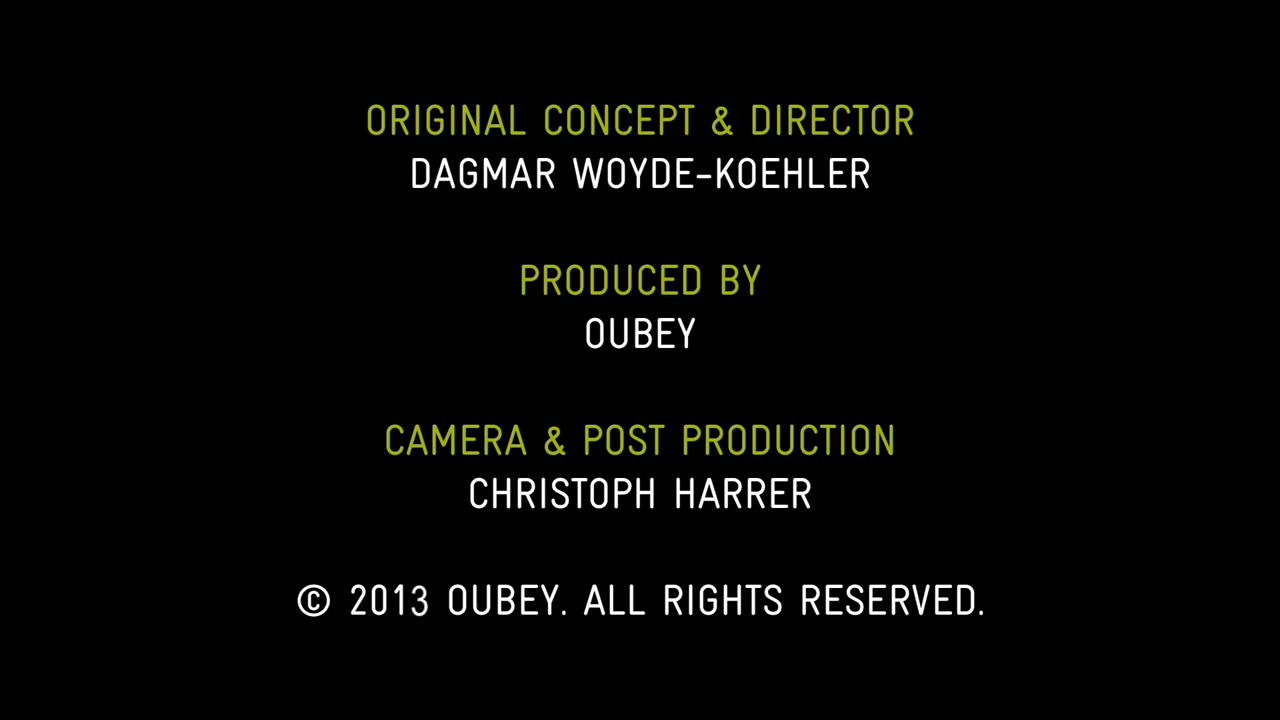 ORIGINAL CONCEPT & DIRECTOR
DAGMAR WOYDE-KOEHLER
PRODUCED BY
OUBEY
CAMERA & POST PRODUCTION
CHRISTOPH HARRER
© 2013 OUBEY. ALL RIGHTS RESERVED.